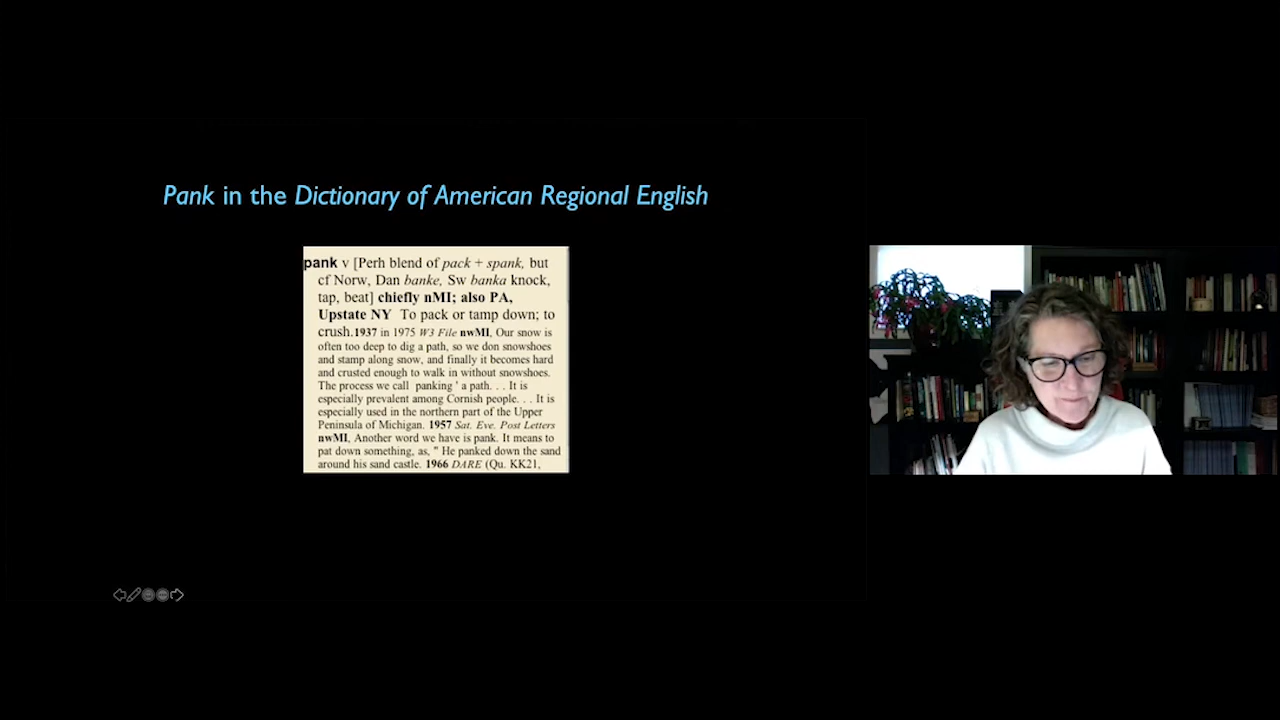 Pank in the Dictionary of American Regional English
pank v [Perh blend of pack + spank, but
cf Norw, Dan banke, Sw banka knock,
tap, beat] chiefly nMI; also PA,
Upstate NY To pack or tamp down; to
crush.1937 in 1975 W3 File nwMI, Our snow is
often too deep to dig a path, so we don snowshoes
and stamp along snow, and finally it becomes hard
and crusted enough to walk in without snowshoes.
The process we call panking ' a path. . . It is
especially prevalent among Cornish people. . . It is
especially used in the northern part of the Upper
Peninsula of Michigan. 1957 Sat. Eve. Post Letters
nwMI, Another word we have is pank. It means to
pat down something, as, " He panked down the sand
around his sand castle. 1966 DARE (Qu. KK21,